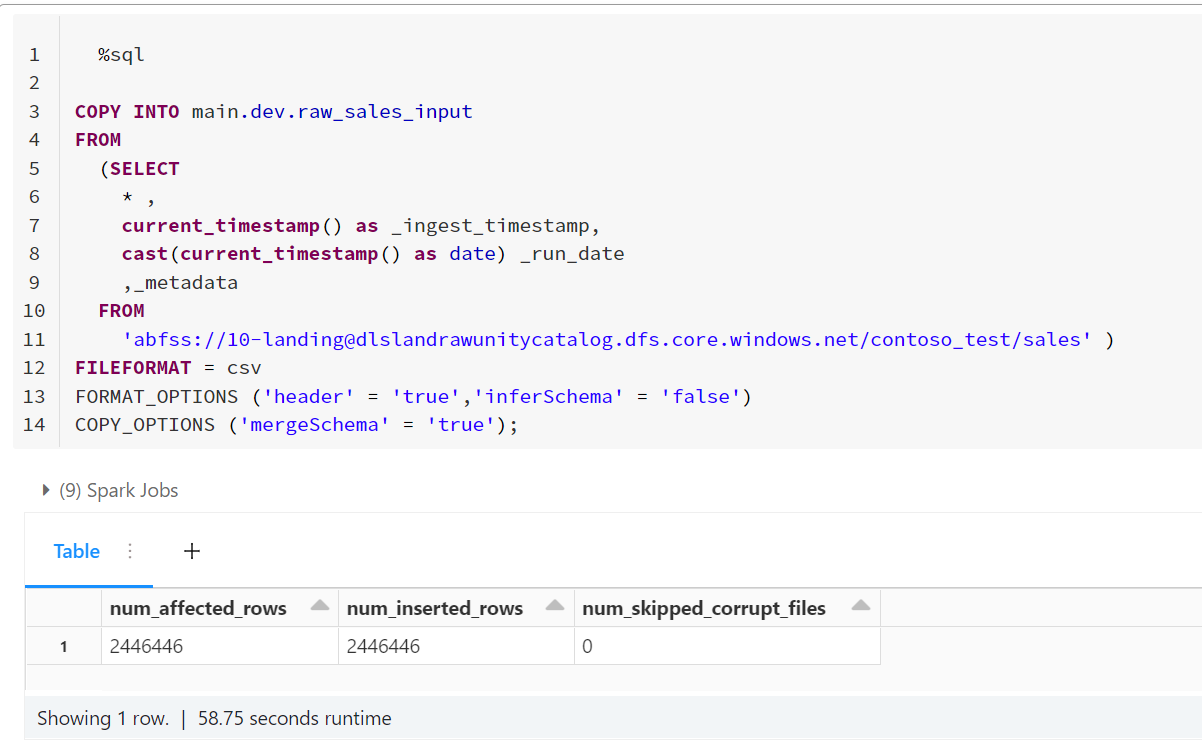 1 %sql
2
3 COPY INTO main.dev.raw_sales_input
4 FROM
5 (SELECT
6 * ,
7 current_timestamp() as _ingest_timestamp,
8 cast(current_timestamp() as date) _run_date
9 ,_metadata
10 FROM
11 'abfss://10-landing@dlslandrawunitycatalog.dfs.core.windows.net/contoso_test/sales' )
12 FILEFORMAT = csv
13 FORMAT_OPTIONS ('header' = 'true','inferSchema' = 'false')
14 COPY_OPTIONS ('mergeSchema' = 'true');
(9) Spark Jobs
Table
num_affected_rows num_inserted_rows num_skipped_corrupt_files
1 2446446 2446446 0
Showing 1 row. | 58.75 seconds runtime